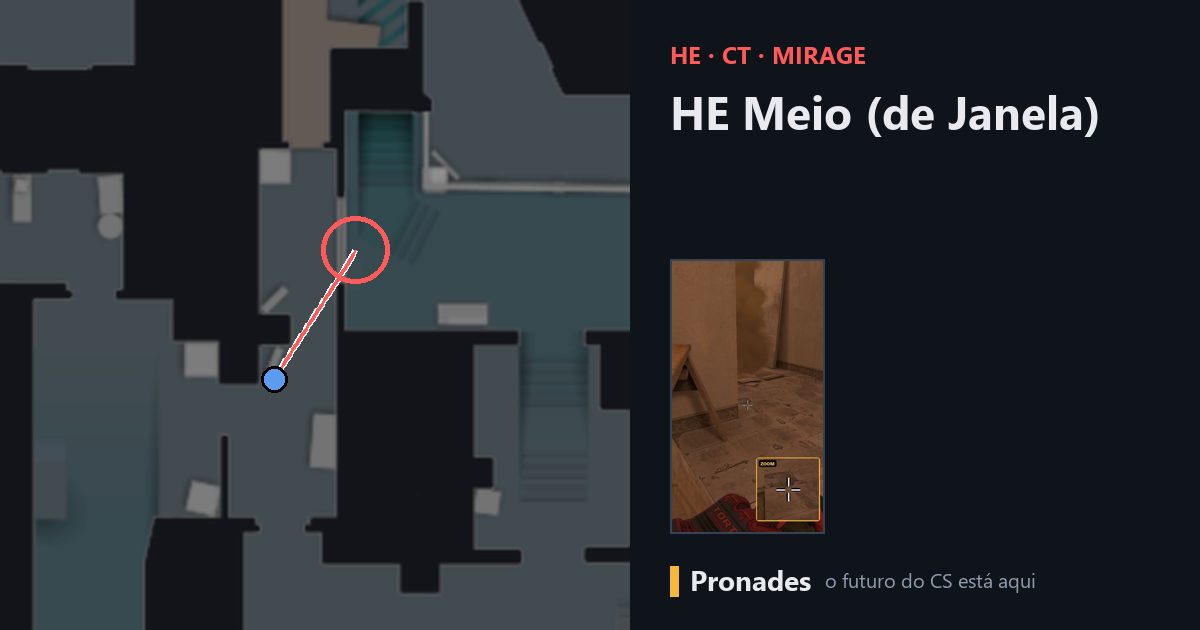 HE · CT · MIRAGE
HE Meio (de Janela)
ZOOM
Pronades o futuro do CS está aqui